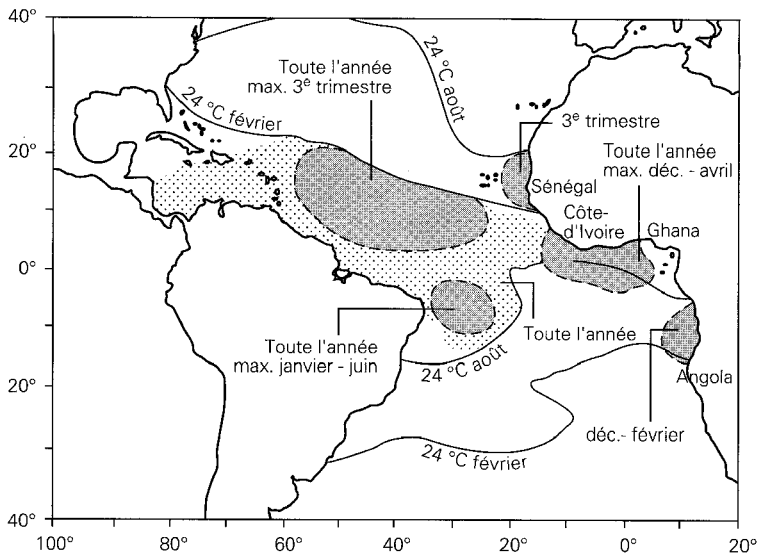 40°
20°
0°
20°
40°
24 °C août
Toute l'année
max. 3e trimestre
24 °C février
3e trimestre
Toute l'année
max. déc. - avril
Sénégal
Côte-
d'Ivoire
Ghana
Toute l'année
max. janvier - juin
Toute l'année
24 °C août
Angola
déc.- février
24 °C février
100°
80°
60°
40°
20°
0°
20°